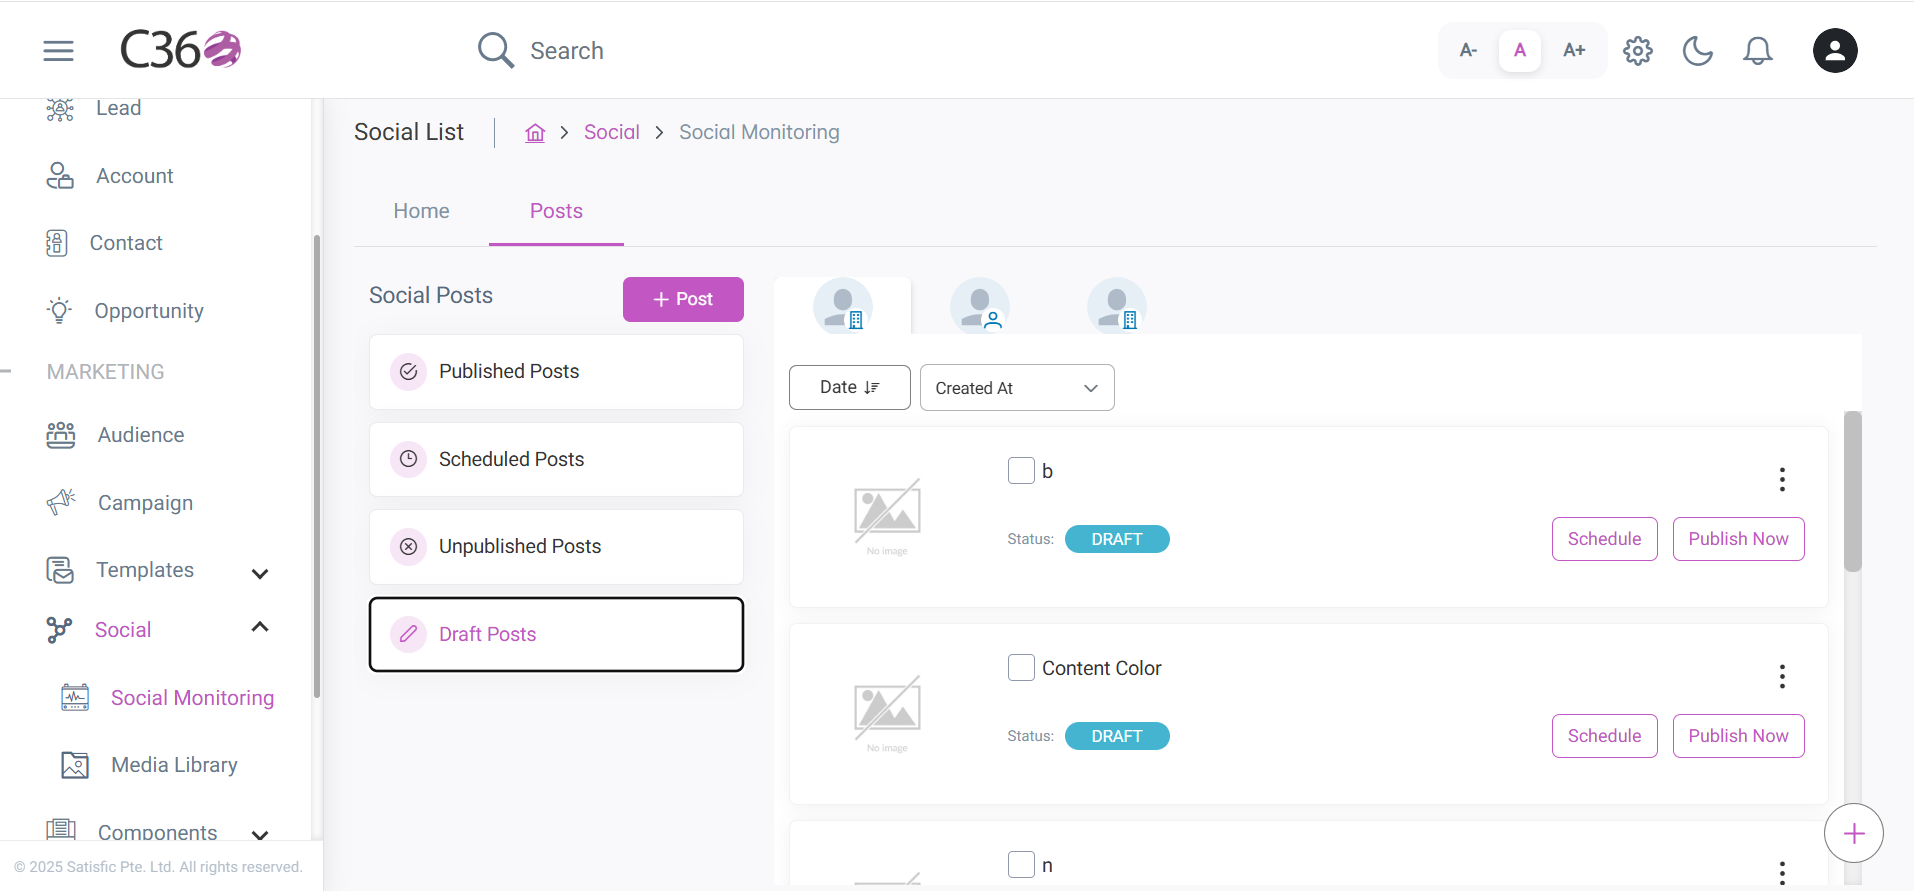 C360
Search
A-
A
A+
Lead
Account
Contact
Opportunity
MARKETING
Audience
Campaign
Templates
Social
Social Monitoring
Media Library
Components
© 2025 Satisfic Pte. Ltd. All rights reserved.
Social List
Social > Social Monitoring
Home
Posts
Social Posts
+ Post
Published Posts
Scheduled Posts
Unpublished Posts
Draft Posts
Date
Created At
b
No image
Status: DRAFT
Schedule
Publish Now
Content Color
No image
Status: DRAFT
Schedule
Publish Now
n